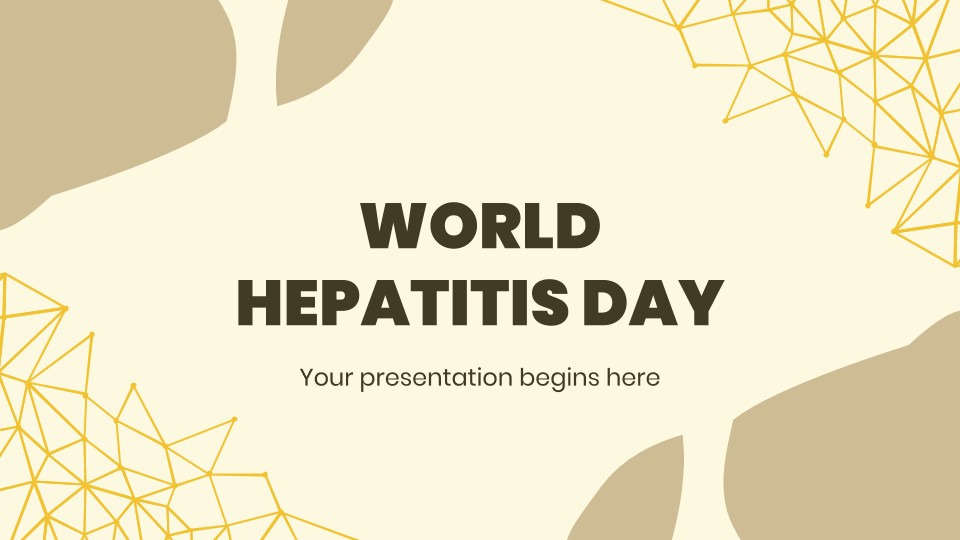 WORLD
HEPATITIS DAY
Your presentation begins here